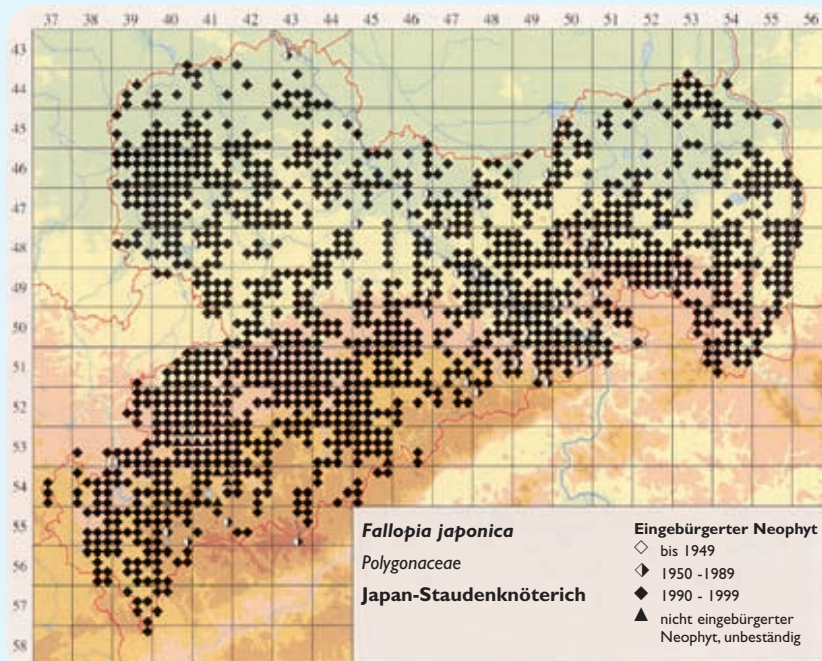 37 38 39 40 41 42 43 44 45 46 47 48 49 50 51 52 53 54 55 56
43
44
45
46
47
48
49
50
51
52
53
54
55
56
57
58
Fallopia japonica
Polygonaceae
Japan-Staudenknöterich
Eingebürgerter Neophyt
bis 1949
1950 -1989
1990 - 1999
nicht eingebürgerter
Neophyt, unbeständig